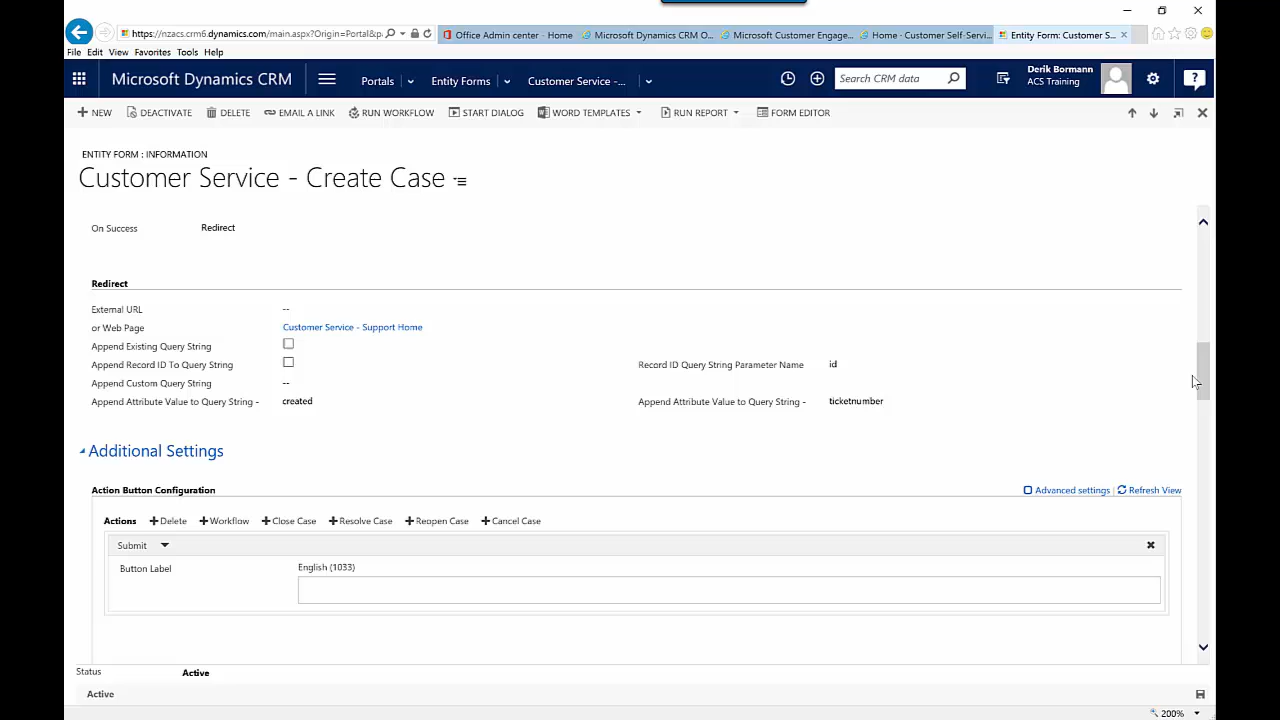 https://nzacs.crm6.dynamics.com/main.aspx?Origin=Portal&p
Office Admin center - Home
Microsoft Dynamics CRM O...
Microsoft Customer Engage...
Home - Customer Self-Servi...
Entity Form: Customer S...
File Edit View Favorites Tools Help
Microsoft Dynamics CRM
Portals
Entity Forms
Customer Service -...
Search CRM data
Derik Bormann
ACS Training
NEW DEACTIVATE DELETE EMAIL A LINK RUN WORKFLOW START DIALOG WORD TEMPLATES RUN REPORT FORM EDITOR
ENTITY FORM : INFORMATION
Customer Service - Create Case
On Success Redirect
Redirect
External URL --
or Web Page Customer Service - Support Home
Append Existing Query String
Append Record ID To Query String Record ID Query String Parameter Name id
Append Custom Query String --
Append Attribute Value to Query String - created Append Attribute Value to Query String - ticketnumber
Additional Settings
Action Button Configuration Advanced settings | Refresh View
Actions +Delete +Workflow +Close Case +Resolve Case +Reopen Case +Cancel Case
Submit
Button Label English (1033)
Status Active
Active
200%